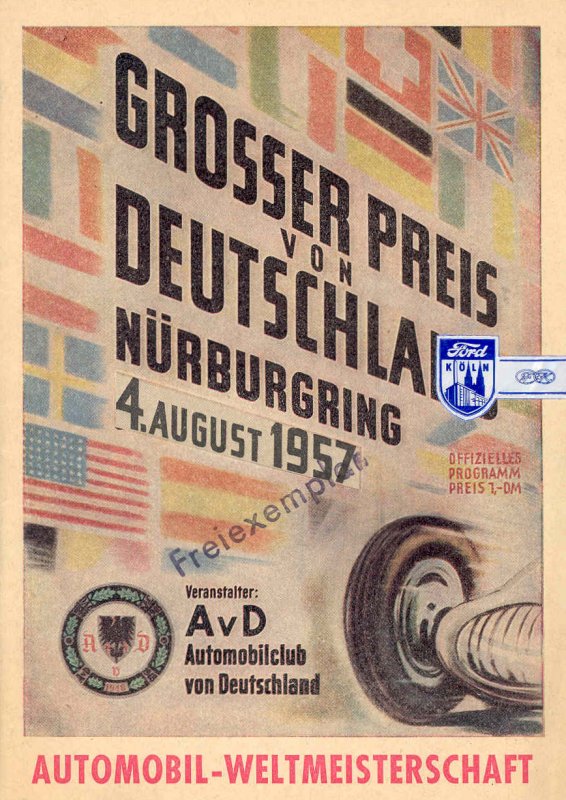 GROSSER PREIS
VON
DEUTSCHLAND
NÜRBURGRING
4. AUGUST 1957
Freiexemplar
Ford
KÖLN
OFFIZIELLES
PROGRAMM
PREIS 1,-DM
Veranstalter:
AvD
Automobilclub
von Deutschland
A D
v
AUTOMOBIL-WELTMEISTERSCHAFT